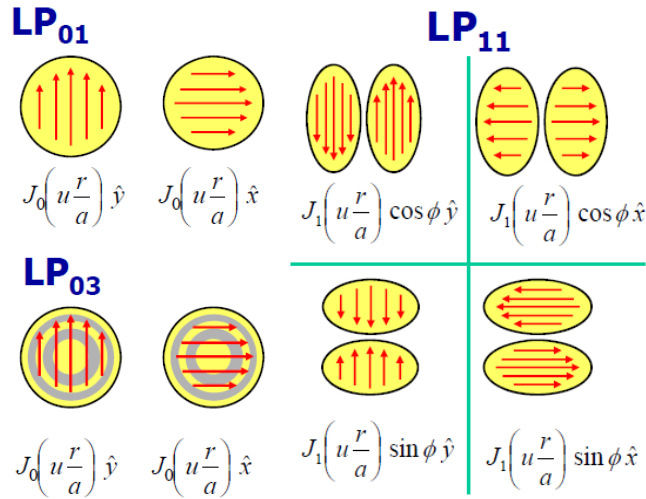 LP₀₁
LP₁₁
J₀(u r/a) ŷ
J₀(u r/a) x̂
J₁(u r/a) cos ϕ ŷ
J₁(u r/a) cos ϕ x̂
LP₀₃
J₀(u r/a) ŷ
J₀(u r/a) x̂
J₁(u r/a) sin ϕ ŷ
J₁(u r/a) sin ϕ x̂